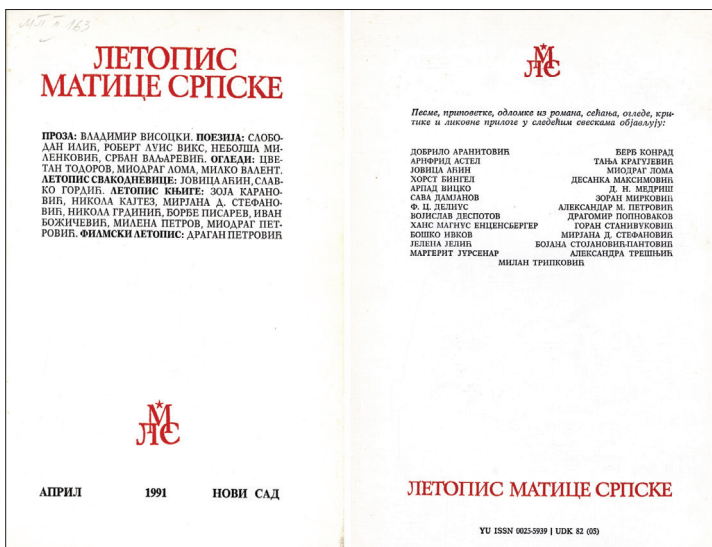 МЛ II 163
ЛЕТОПИС
МАТИЦЕ СРПСКЕ
ПРОЗА: ВЛАДИМИР ВИСОЦКИ. ПОЕЗИЈА: СЛОБО-
ДАН ИЛИЋ, РОБЕРТ ЛУИС ВИКС, НЕБОЈША МИ-
ЛЕНКОВИЋ, СРБАН ВАЉАРЕВИЋ. ОГЛЕДИ: ЦВЕ-
ТАН ТОДОРОВ, МИОДРАГ ЛОМА, МИЛКО ВАЛЕНТ.
ЛЕТОПИС СВАКОДНЕВИЦЕ: ЈОВИЦА АЋИН, СЛАВ-
КО ГОРДИЋ. ЛЕТОПИС КЊИГЕ: ЗОЈА КАРАНО-
ВИЋ, НИКОЛА КАЈТЕЗ, МИРЈАНА Д. СТЕФАНО-
ВИЋ, НИКОЛА ГРДИНИЋ, ЂОРЂЕ ПИСАРЕВ, ИВАН
БОЖИЧЕВИЋ, МИЛЕНА ПЕТРОВ, МИОДРАГ ПЕТ-
РОВИЋ. ФИЛМСКИ ЛЕТОПИС: ДРАГАН ПЕТРОВИЋ
МЛС
АПРИЛ 1991 НОВИ САД
МЛС
Песме, приповетке, одломке из романа, сећања, огледе, кри-
тике и ликовне прилоге у следећим свескама објављују:
ДОБРИЛО АРАНИТОВИЋ ЂЕРЂ КОНРАД
АРНФРИД АСТЕЛ ТАЊА КРАГУЈЕВИЋ
ЈОВИЦА АЋИН МИОДРАГ ЛОМА
ХОРСТ БИНГЕЛ ДЕСАНКА МАКСИМОВИЋ
АРПАД ВИЦКО Д. Н. МЕДРИШ
САВА ДАМЈАНОВ ЗОРАН МИРКОВИЋ
Ф. Ц. ДЕЛИУС АЛЕКСАНДАР М. ПЕТРОВИЋ
ВОЈИСЛАВ ДЕСПОТОВ ДРАГОМИР ПОПНОВАКОВ
ХАНС МАГНУС ЕНЦЕНСБЕРГЕР ГОРАН СТАНИВУКОВИЋ
БОШКО ИВКОВ МИРЈАНА Д. СТЕФАНОВИЋ
ЈЕЛЕНА ЈЕЛИЋ БОЈАНА СТОЈАНОВИЋ-ПАНТОВИЋ
МАРГЕРИТ ЈУРСЕНАР АЛЕКСАНДРА ТРЕШЊИЋ
МИЛАН ТРИПКОВИЋ
ЛЕТОПИС МАТИЦЕ СРПСКЕ
YU ISSN 0025-5939 | UDK 82 (05)